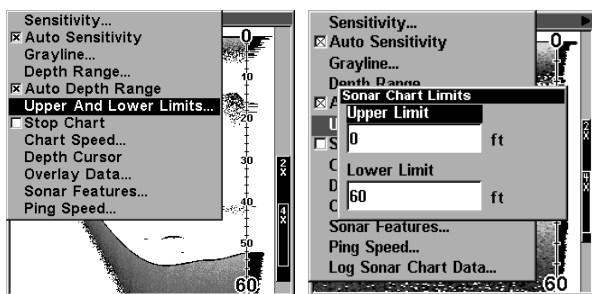 Sensitivity...
Auto Sensitivity
Grayline...
Depth Range...
Auto Depth Range
Upper And Lower Limits...
Stop Chart
Chart Speed...
Depth Cursor
Overlay Data...
Sonar Features...
Ping Speed...
0
10
20
30
40
50
60
2x
4x
Sensitivity...
Auto Sensitivity
Grayline...
Depth Range
Sonar Chart Limits
Upper Limit
0 ft
Lower Limit
60 ft
Sonar Features...
Ping Speed...
Log Sonar Chart Data...
0
60
2x
4x